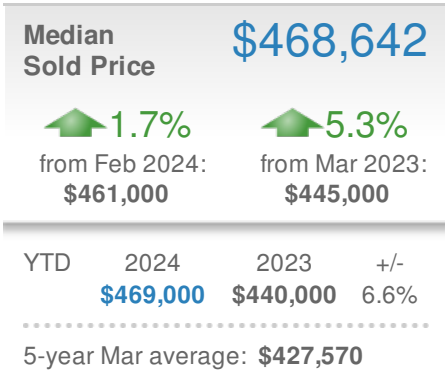 Median $468,642
Sold Price
1.7% 5.3%
from Feb 2024: from Mar 2023:
$461,000 $445,000
YTD 2024 2023 +/-
$469,000 $440,000 6.6%
5-year Mar average: $427,570